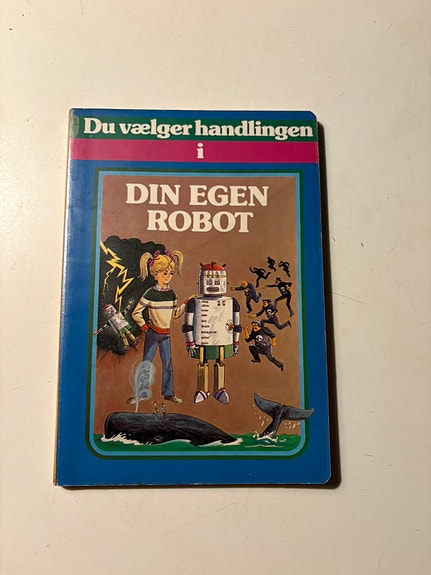 Du vælger handlingen
i
DIN EGEN
ROBOT